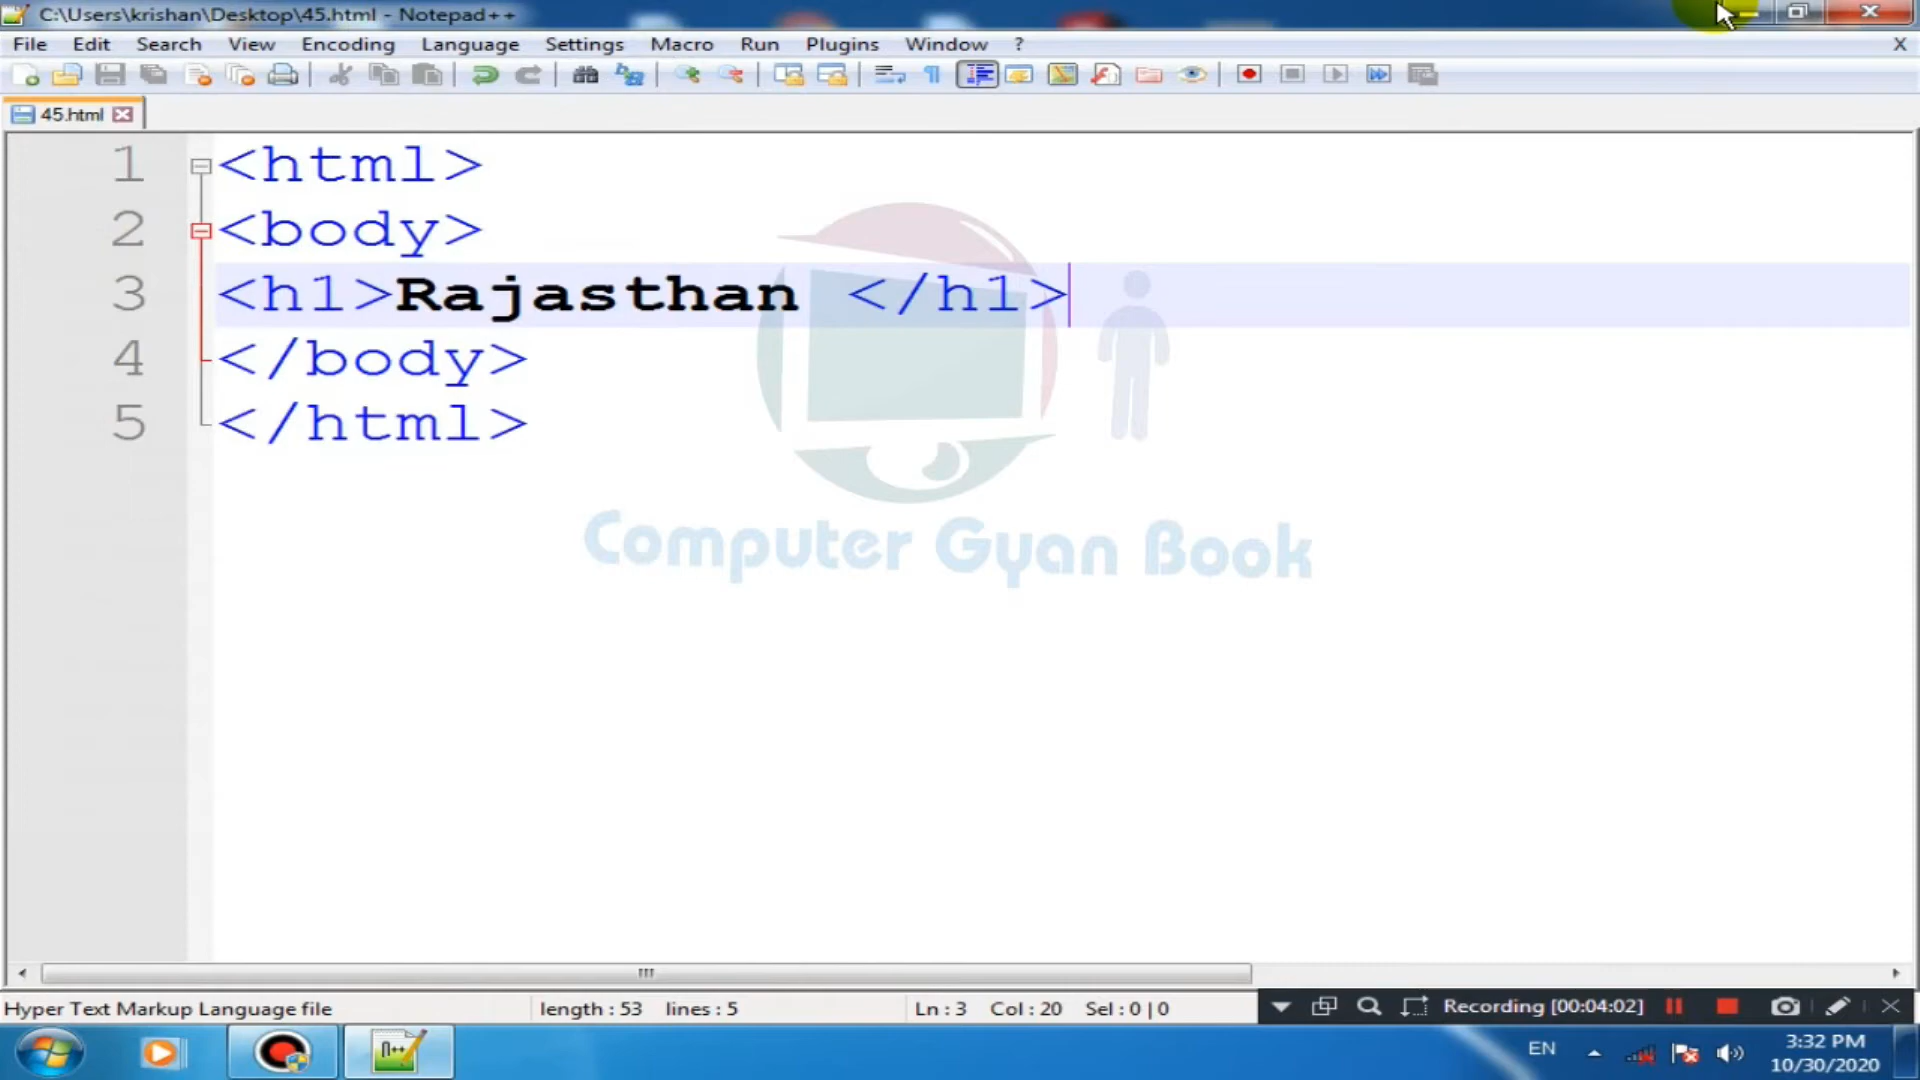 C:\Users\krishan\Desktop\45.html - Notepad++
File Edit Search View Encoding Language Settings Macro Run Plugins Window ? X
45.html
1 <html>
2 <body>
3 <h1>Rajasthan </h1>
4 </body>
5 </html>
Computer Gyan Book
Hyper Text Markup Language file length : 53 lines : 5 Ln : 3 Col : 20 Sel : 0 | 0 Recording [00:04:02]
EN 3:32 PM
10/30/2020